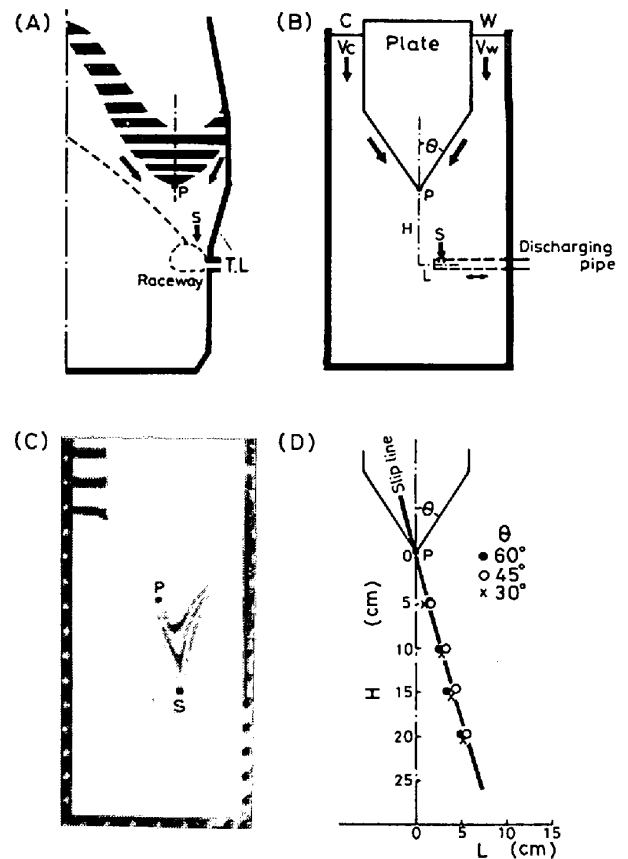 (A)
P
S
T.L
Raceway
(B)
C
W
Plate
Vc
Vw
θ
P
H
S
L
Discharging
pipe
(C)
P
S
(D)
Slip line
θ
0
P
θ
● 60°
○ 45°
× 30°
5
10
15
20
25
H (cm)
0 5 10 15
L (cm)